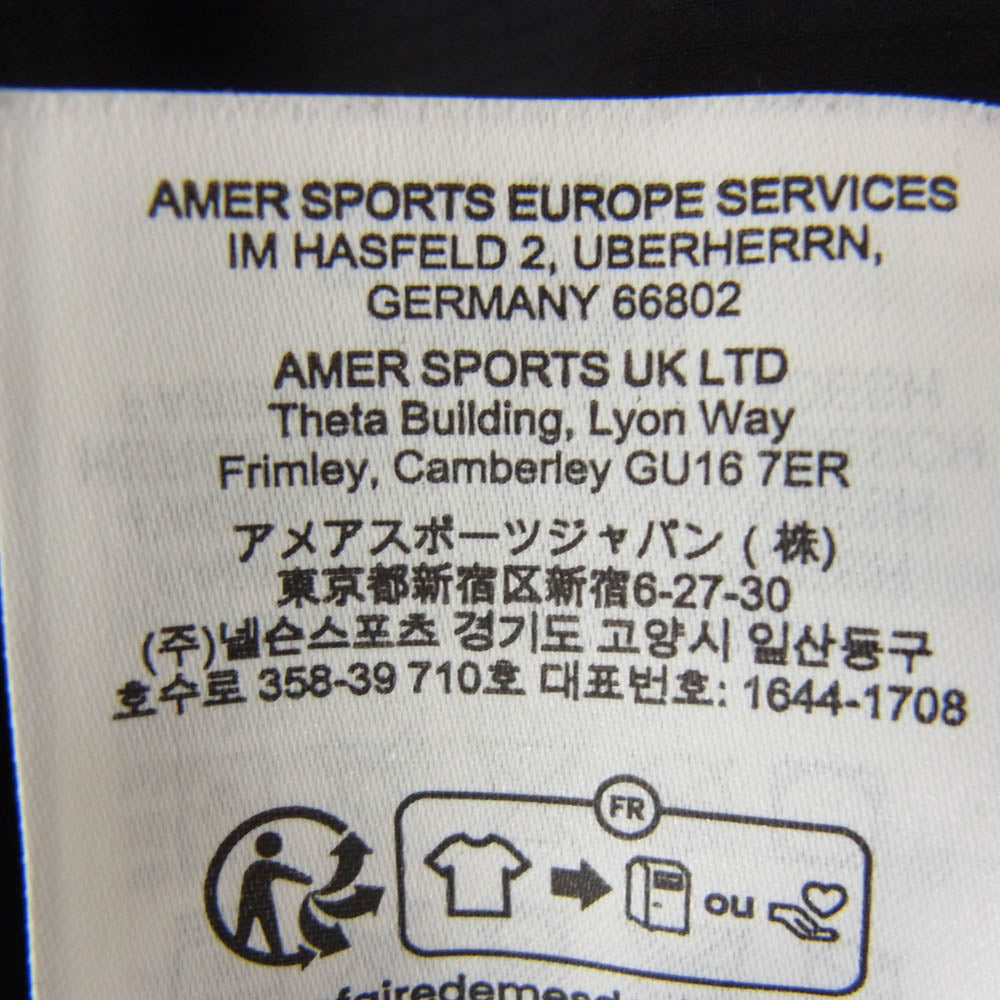 AMER SPORTS EUROPE SERVICES
IM HASFELD 2, UBERHERRN,
GERMANY 66802
AMER SPORTS UK LTD
Theta Building, Lyon Way
Frimley, Camberley GU16 7ER
アメアスポーツジャパン (株)
東京都新宿区新宿6-27-30
(주)넬슨스포츠 경기도 고양시 일산동구
호수로 358-39 710호 대표번호: 1644-1708
FR
ou